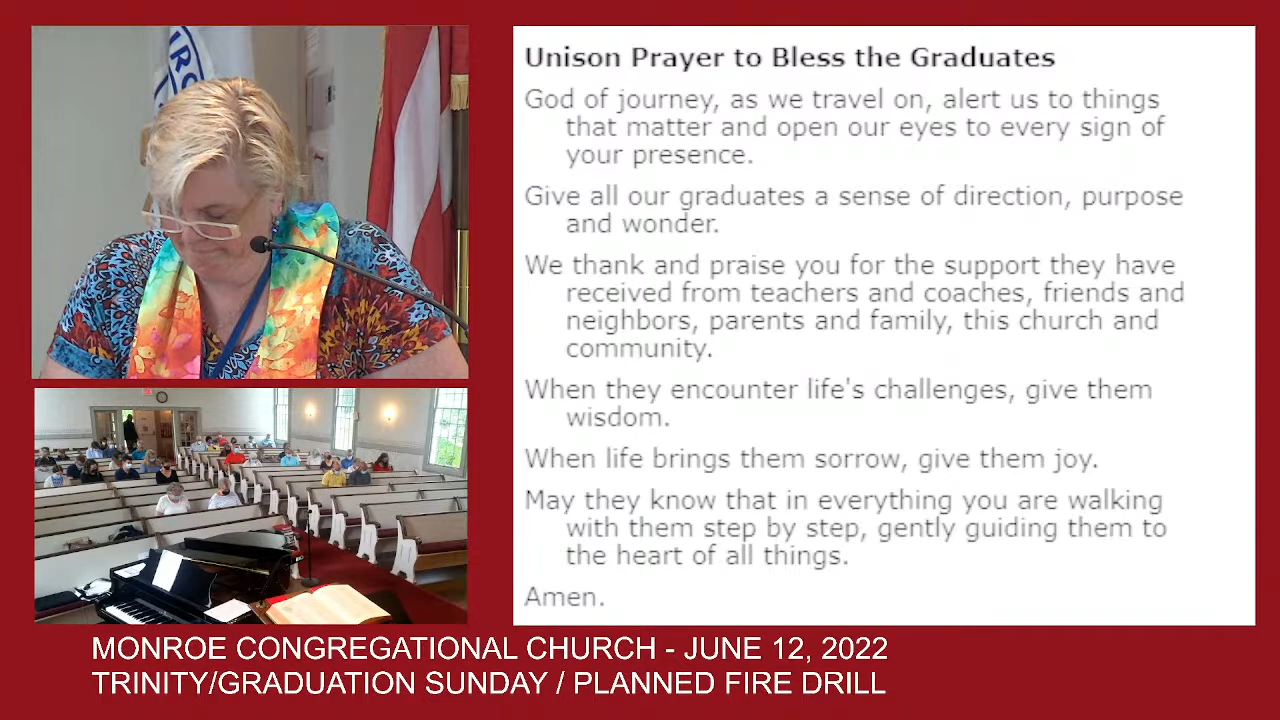 Unison Prayer to Bless the Graduates
God of journey, as we travel on, alert us to things
that matter and open our eyes to every sign of
your presence.
Give all our graduates a sense of direction, purpose
and wonder.
We thank and praise you for the support they have
received from teachers and coaches, friends and
neighbors, parents and family, this church and
community.
When they encounter life's challenges, give them
wisdom.
When life brings them sorrow, give them joy.
May they know that in everything you are walking
with them step by step, gently guiding them to
the heart of all things.
Amen.
MONROE CONGREGATIONAL CHURCH - JUNE 12, 2022
TRINITY/GRADUATION SUNDAY / PLANNED FIRE DRILL